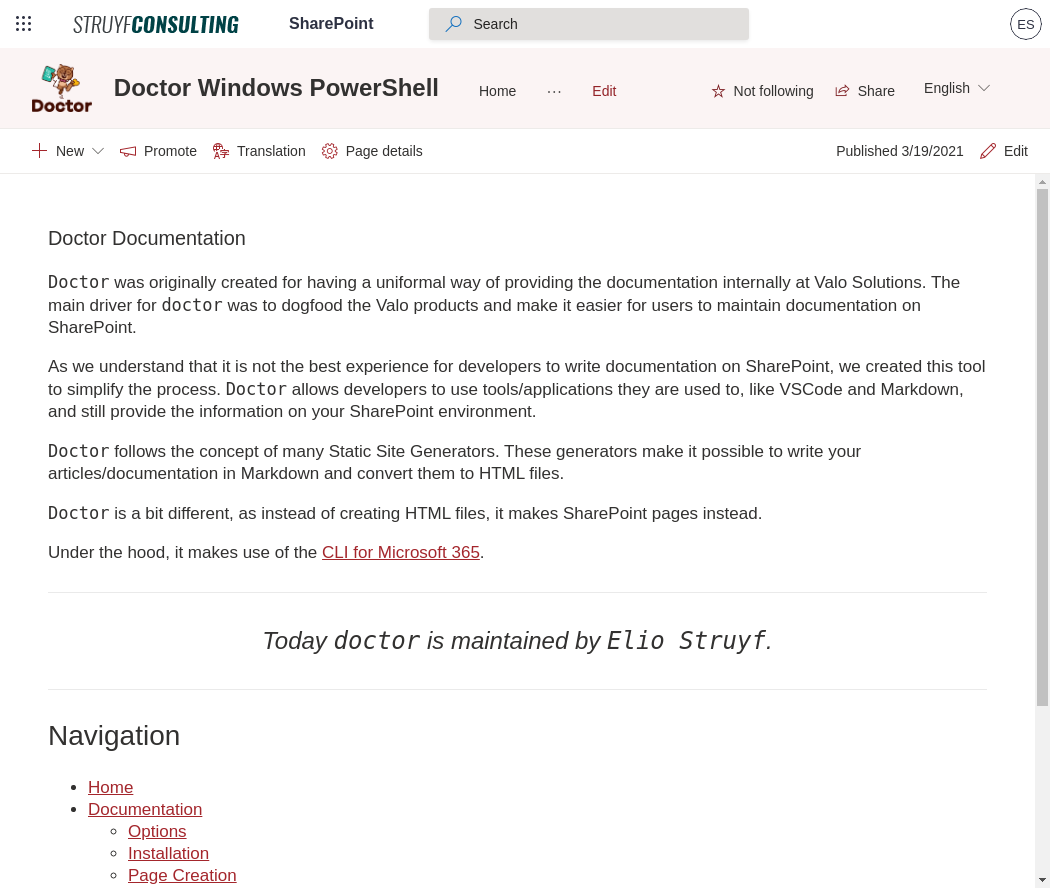 STRUYFCONSULTING SharePoint Search ES
Doctor Doctor Windows PowerShell Home ... Edit Not following Share English
New Promote Translation Page details Published 3/19/2021 Edit
Doctor Documentation
Doctor was originally created for having a uniform way of providing the documentation internally at Valo Solutions. The
main driver for doctor was to dogfood the Valo products and make it easier for users to maintain documentation on
SharePoint.
As we understand that it is not the best experience for developers to write documentation on SharePoint, we created this tool
to simplify the process. Doctor allows developers to use tools/applications they are used to, like VSCode and Markdown,
and still provide the information on your SharePoint environment.
Doctor follows the concept of many Static Site Generators. These generators make it possible to write your
articles/documentation in Markdown and convert them to HTML files.
Doctor is a bit different, as instead of creating HTML files, it makes SharePoint pages instead.
Under the hood, it makes use of the CLI for Microsoft 365.
Today doctor is maintained by Elio Struyf.
Navigation
Home
Documentation
Options
Installation
Page Creation